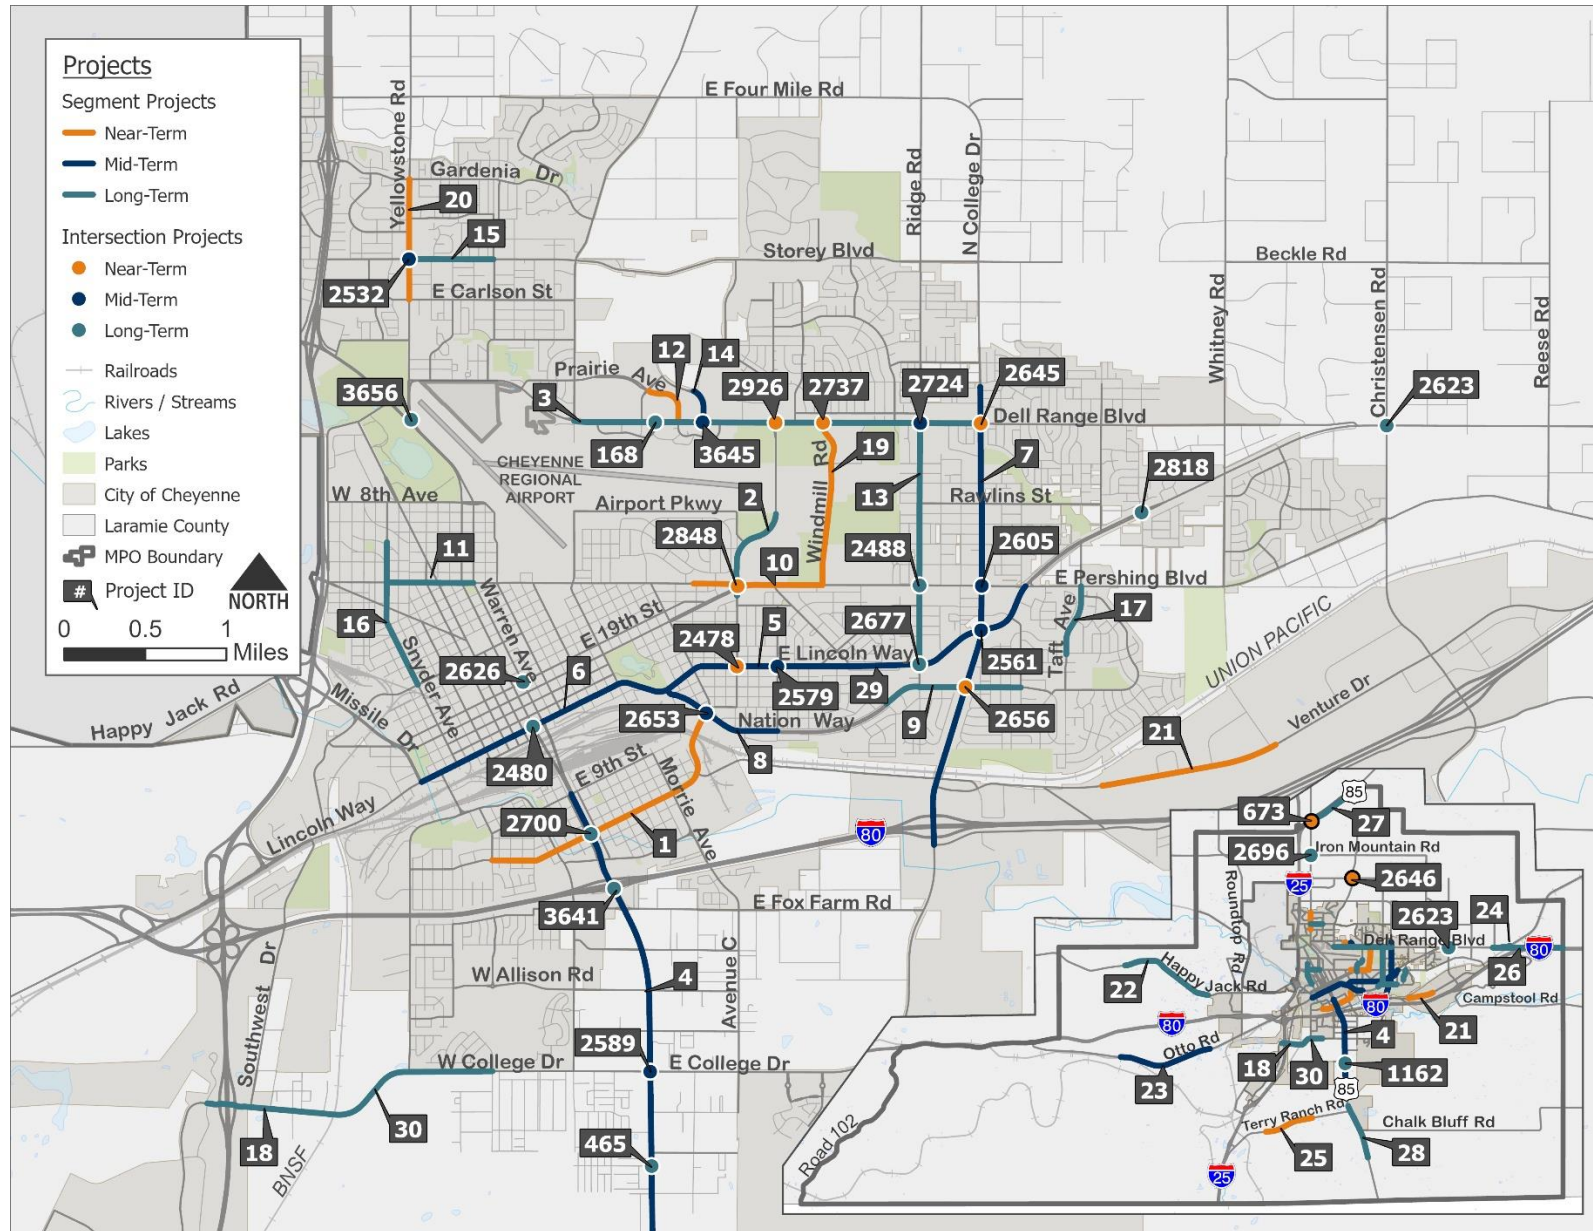 Projects
Segment Projects
Near-Term
Mid-Term
Long-Term
Intersection Projects
Near-Term
Mid-Term
Long-Term
Railroads
Rivers / Streams
Lakes
Parks
City of Cheyenne
Laramie County
MPO Boundary
# Project ID
NORTH
0 0.5 1 Miles
E Four Mile Rd
Yellowstone Rd
Gardenia Dr
20
15
2532
E Carlson St
Storey Blvd
Ridge Rd
N College Dr
Beckle Rd
Whitney Rd
Christensen Rd
Reese Rd
Prairie Ave
12
14
2926
2737
2724
2645
2623
3656
3
Dell Range Blvd
168
3645
19
7
CHEYENNE
REGIONAL
AIRPORT
2818
W 8th Ave
Airport Pkwy
2
Windmill Rd
13
Rawlins St
11
2848
10
2488
2605
E Pershing Blvd
Warren Ave
E 19th St
16
Snyder Ave
2478
5
2677
Taft Ave
17
2626
6
E Lincoln Way
2561
UNION PACIFIC
2579
29
Happy Jack Rd
Missile Dr
2653
Nation Way
9
2656
Venture Dr
21
2480
E 9th St
8
Morrie Ave
Lincoln Way
2700
1
80
3641
E Fox Farm Rd
W Allison Rd
4
Avenue C
Southwest Dr
2589
W College Dr
E College Dr
18
30
465
BNSF
85
673
27
2696
Iron Mountain Rd
25
2646
Roundtop Rd
2623
24
Dell Range Blvd
80
26
22
Happy Jack Rd
Campstool Rd
80
80
21
Otto Rd
4
23
18
30
1162
85
Terry Ranch Rd
Chalk Bluff Rd
Road 102
25
28
25